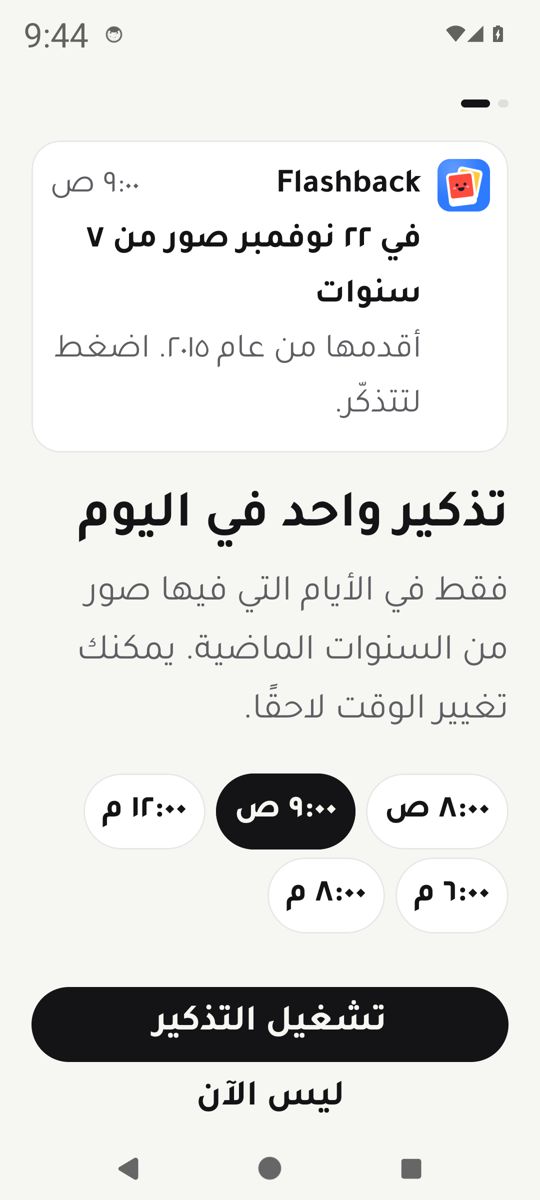 9:44
Flashback
٩:٠٠ ص
في ٢٢ نوفمبر صور من ٧
سنوات
أقدمها من عام ٢٠١٥. اضغط
لتتذكّر.
تذكير واحد في اليوم
فقط في الأيام التي فيها صور
من السنوات الماضية. يمكنك
تغيير الوقت لاحقًا.
٨:٠٠ ص
٩:٠٠ ص
١٢:٠٠ م
٦:٠٠ م
٨:٠٠ م
تشغيل التذكير
ليس الآن